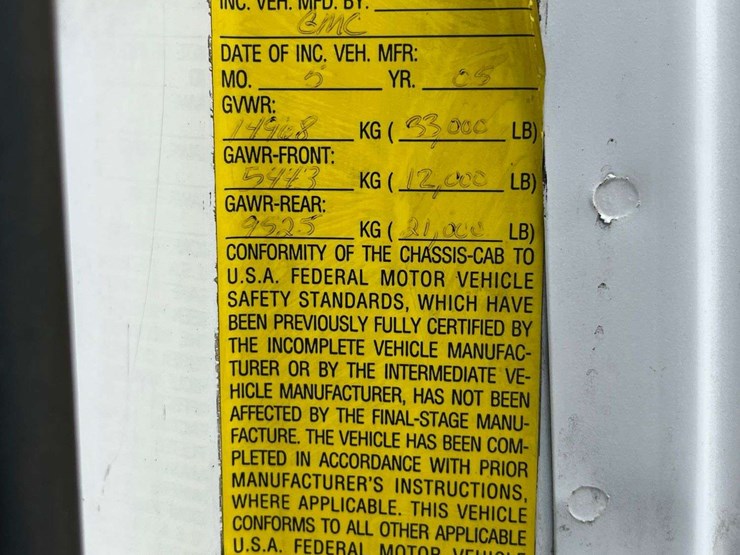 INC. VEH. MFD. BY:
GMC
DATE OF INC. VEH. MFR:
MO. 5 YR. 05
GVWR:
14968 KG ( 33,000 LB)
GAWR-FRONT:
5443 KG ( 12,000 LB)
GAWR-REAR:
9525 KG ( 21,000 LB)
CONFORMITY OF THE CHASSIS-CAB TO
U.S.A. FEDERAL MOTOR VEHICLE
SAFETY STANDARDS, WHICH HAVE
BEEN PREVIOUSLY FULLY CERTIFIED BY
THE INCOMPLETE VEHICLE MANUFAC-
TURER OR BY THE INTERMEDIATE VE-
HICLE MANUFACTURER, HAS NOT BEEN
AFFECTED BY THE FINAL-STAGE MANU-
FACTURE. THE VEHICLE HAS BEEN COM-
PLETED IN ACCORDANCE WITH PRIOR
MANUFACTURER'S INSTRUCTIONS,
WHERE APPLICABLE. THIS VEHICLE
CONFORMS TO ALL OTHER APPLICABLE
U.S.A. FEDERAL MOTOR VEHICLE